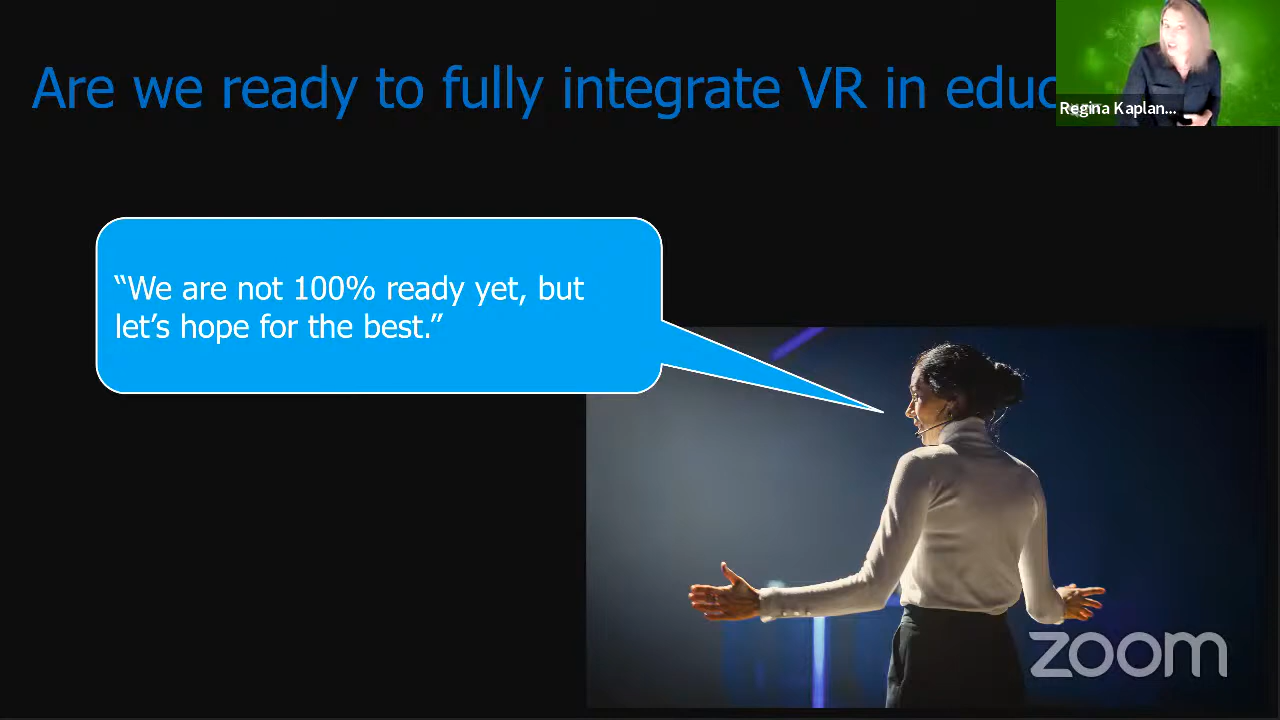 Are we ready to fully integrate VR in educ
Regina Kaplan...
“We are not 100% ready yet, but
let’s hope for the best.”
zoom